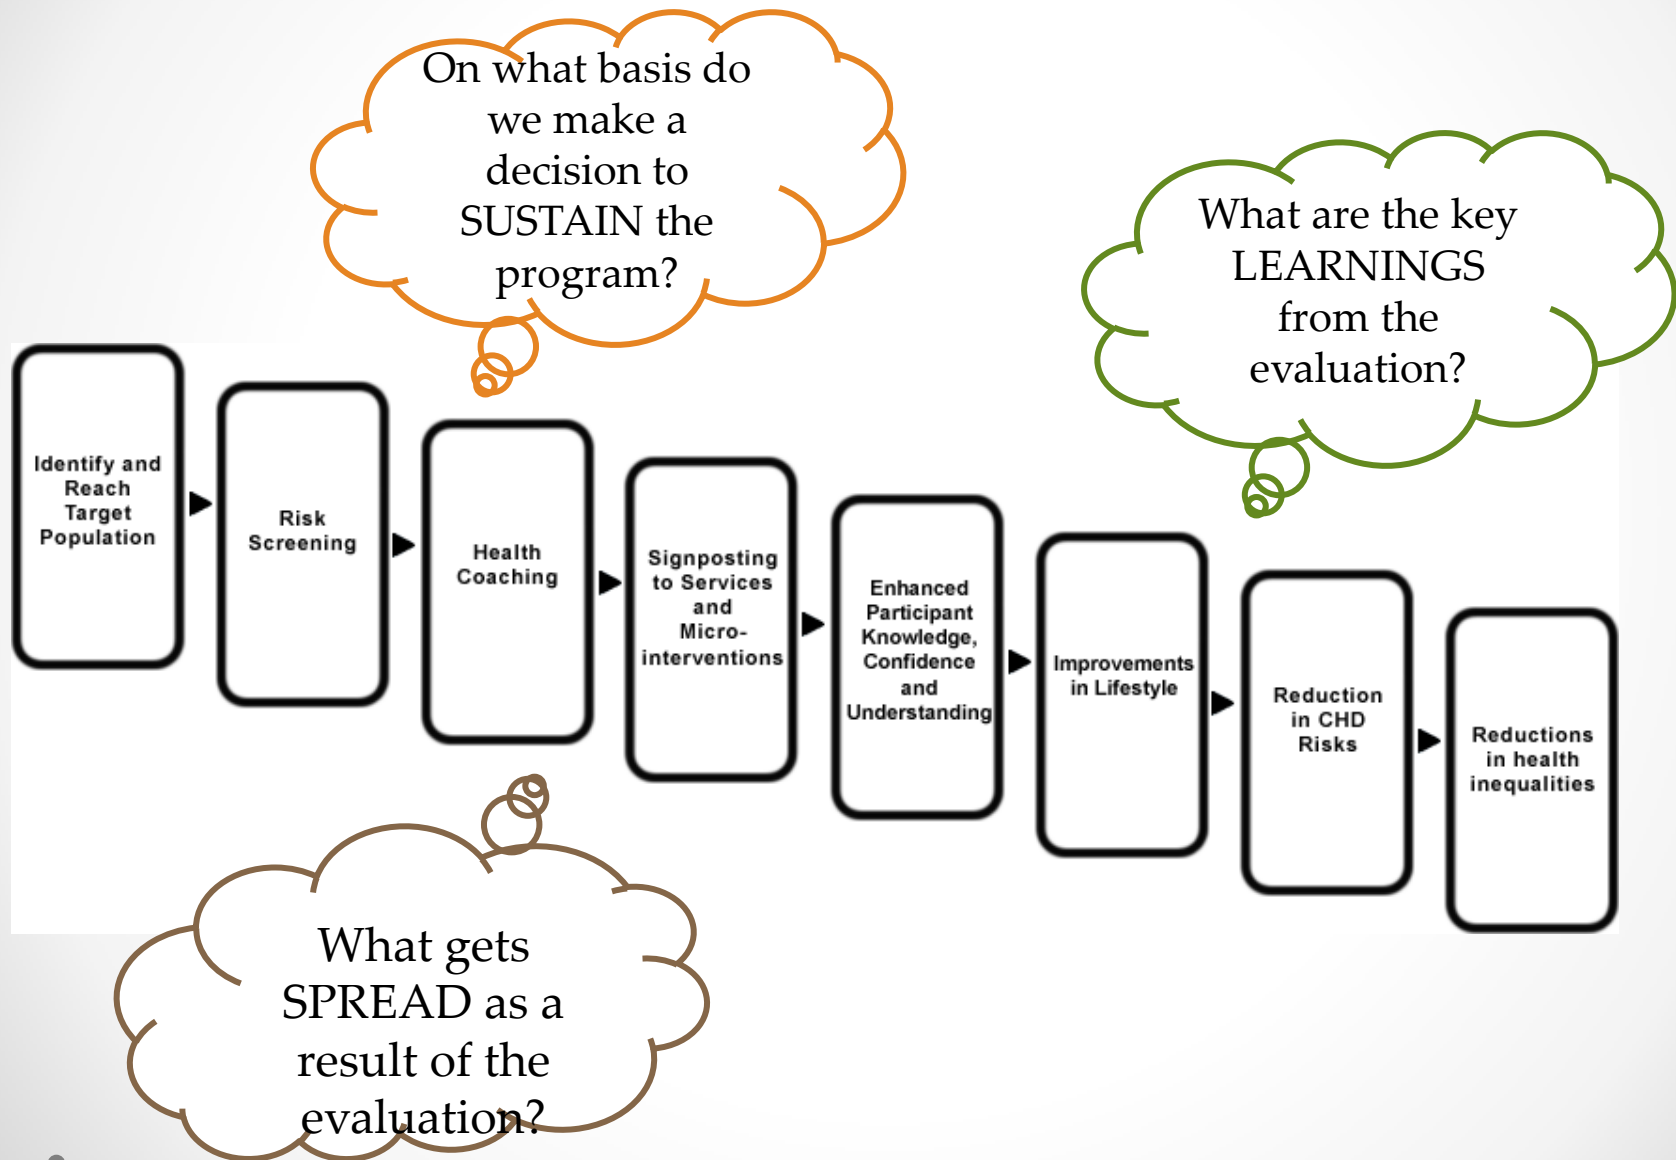 On what basis do
we make a
decision to
SUSTAIN the
program?
What are the key
LEARNINGS
from the
evaluation?
Identify and
Reach
Target
Population
Risk
Screening
Health
Coaching
Signposting
to Services
and
Micro-
interventions
Enhanced
Participant
Knowledge,
Confidence
and
Understanding
Improvements
in Lifestyle
Reduction
in CHD
Risks
Reductions
in health
inequalities
What gets
SPREAD as a
result of the
evaluation?